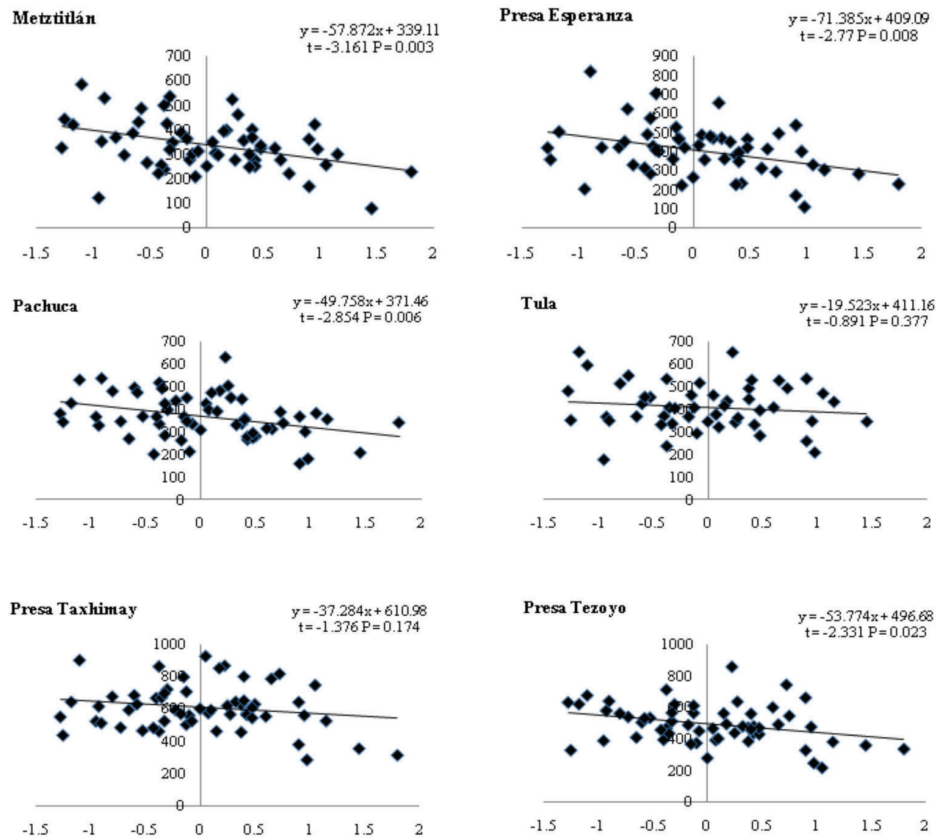 Metztitlán
y = -57.872x + 339.11
t= -3.161 P = 0.003
700
600
500
400
300
200
100
0
-1.5 -1 -0.5 0 0.5 1 1.5 2
Presa Esperanza
y = -71.385x + 409.09
t= -2.77 P = 0.008
900
800
700
600
500
400
300
200
100
0
-1.5 -1 -0.5 0 0.5 1 1.5 2
Pachuca
y = -49.758x + 371.46
t= -2.854 P = 0.006
700
600
500
400
300
200
100
0
-1.5 -1 -0.5 0 0.5 1 1.5 2
Tula
y = -19.523x + 411.16
t= -0.891 P = 0.377
700
600
500
400
300
200
100
0
-1.5 -1 -0.5 0 0.5 1 1.5 2
Presa Taxhimay
y = -37.284x + 610.98
t= -1.376 P = 0.174
1000
800
600
400
200
0
-1.5 -1 -0.5 0 0.5 1 1.5 2
Presa Tezoyo
y = -53.774x + 496.68
t= -2.331 P = 0.023
1000
800
600
400
200
0
-1.5 -1 -0.5 0 0.5 1 1.5 2